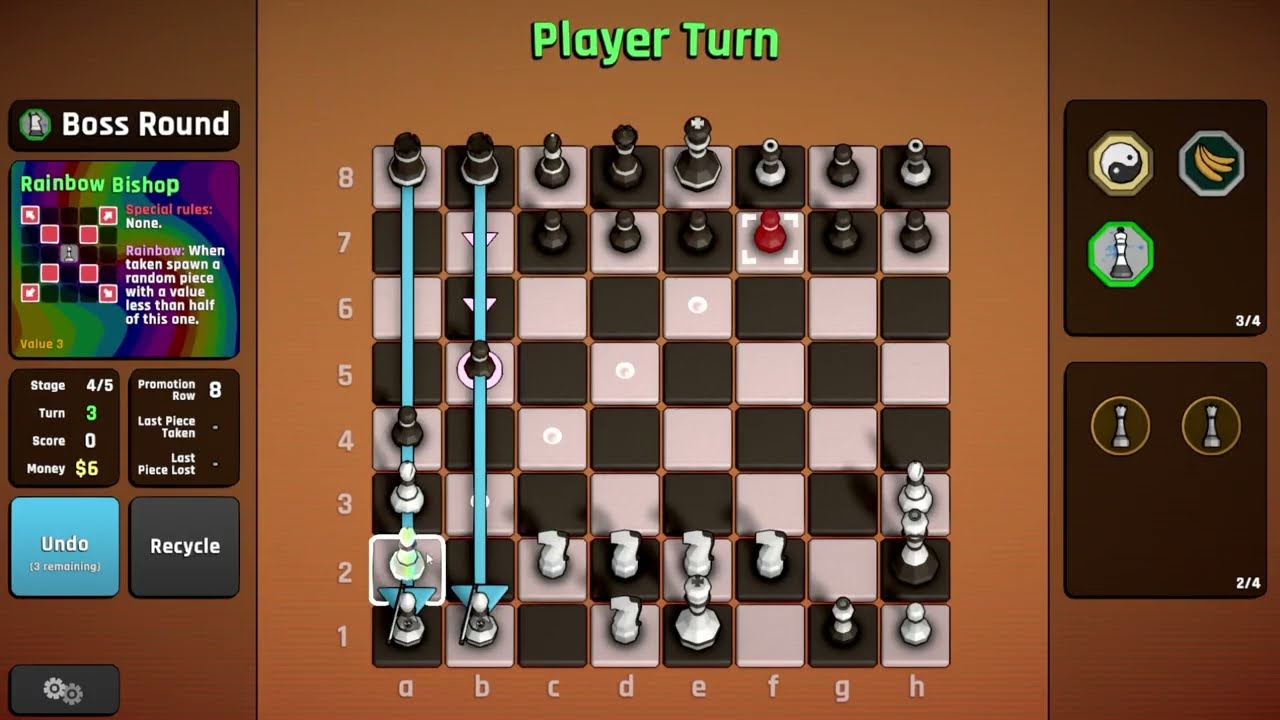 Player Turn
Boss Round
Rainbow Bishop
Special rules:
None.
Rainbow: When
taken spawn a
random piece
with a value
less than half
of this one.
Value 3
Stage 4/5
Turn 3
Score 0
Money $6
Promotion
Row 8
Last Piece
Taken -
Last
Piece Lost -
Undo
(3 remaining)
Recycle
8
7
6
5
4
3
2
1
a b c d e f g h
3/4
2/4